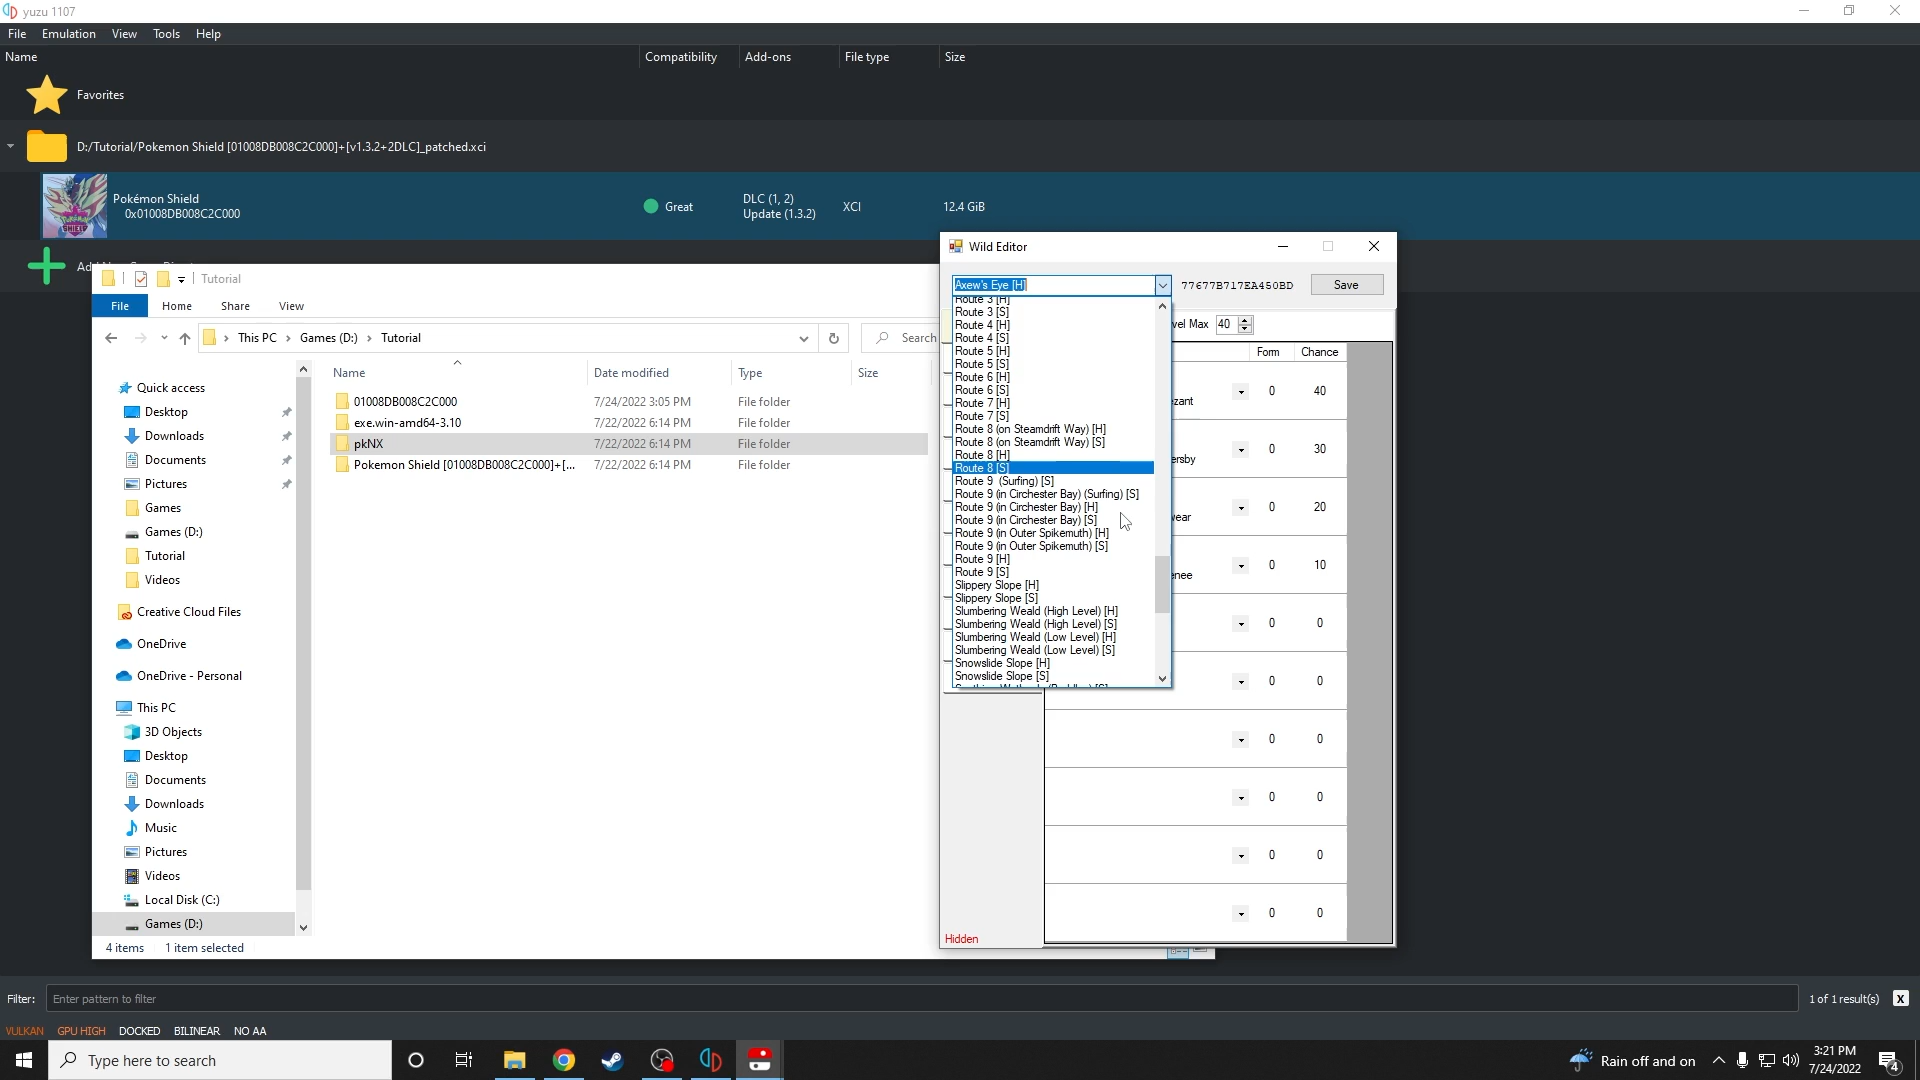 yuzu 1107
File Emulation View Tools Help
Name Compatibility Add-ons File type Size
Favorites
D:/Tutorial/Pokemon Shield [01008DB008C2C000]+[v1.3.2+2DLC]_patched.xci
Pokémon Shield
0x01008DB008C2C000
SHIELD
Great
DLC (1, 2)
Update (1.3.2)
XCI
12.4 GiB
Tutorial
File Home Share View
This PC > Games (D:) > Tutorial
Search
Name Date modified Type Size
01008DB008C2C000 7/24/2022 3:05 PM File folder
exe.win-amd64-3.10 7/22/2022 6:14 PM File folder
pkNX 7/22/2022 6:14 PM File folder
Pokemon Shield [01008DB008C2C000]+[... 7/22/2022 6:14 PM File folder
Quick access
Desktop
Downloads
Documents
Pictures
Games
Games (D:)
Tutorial
Videos
Creative Cloud Files
OneDrive
OneDrive - Personal
This PC
3D Objects
Desktop
Documents
Downloads
Music
Pictures
Videos
Local Disk (C:)
Games (D:)
4 items 1 item selected
Wild Editor
Axew's Eye [H]
77677B717EA450BD
Save
vel Max 40
Form Chance
Route 3 [H]
Route 3 [S]
Route 4 [H]
Route 4 [S]
Route 5 [H]
Route 5 [S]
Route 6 [H]
Route 6 [S]
Route 7 [H]
Route 7 [S]
Route 8 (on Steamdrift Way) [H]
Route 8 (on Steamdrift Way) [S]
Route 8 [H]
Route 8 [S]
Route 9 (Surfing) [S]
Route 9 (in Circhester Bay) (Surfing) [S]
Route 9 (in Circhester Bay) [H]
Route 9 (in Circhester Bay) [S]
Route 9 (in Outer Spikemuth) [H]
Route 9 (in Outer Spikemuth) [S]
Route 9 [H]
Route 9 [S]
Slippery Slope [H]
Slippery Slope [S]
Slumbering Weald (High Level) [H]
Slumbering Weald (High Level) [S]
Slumbering Weald (Low Level) [H]
Slumbering Weald (Low Level) [S]
Snowslide Slope [H]
Snowslide Slope [S]
zant 0 40
ersby 0 30
vear 0 20
enee 0 10
0 0
0 0
0 0
0 0
0 0
0 0
Hidden
Filter: Enter pattern to filter 1 of 1 result(s) X
VULKAN GPU HIGH DOCKED BILINEAR NO AA
Type here to search
Rain off and on
3:21 PM
7/24/2022
4